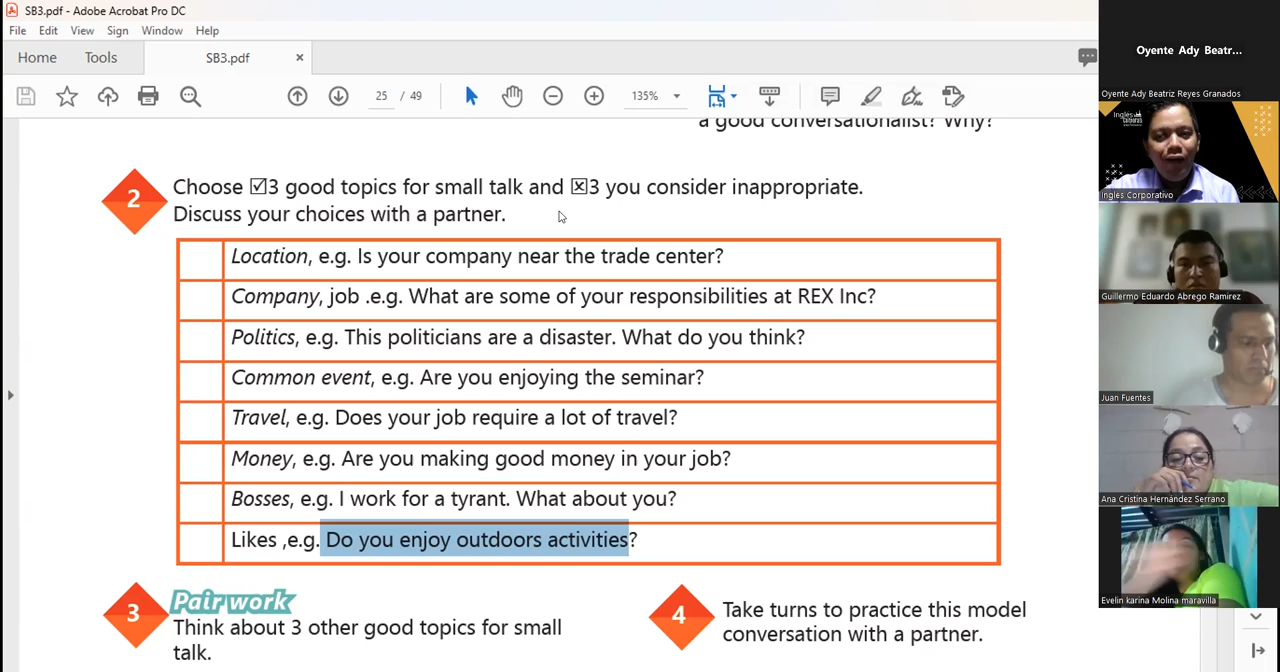 SB3.pdf - Adobe Acrobat Pro DC
File Edit View Sign Window Help
Home Tools SB3.pdf ×
25 / 49 135%
a good conversationalist? Why?
2
Choose ☑3 good topics for small talk and ☒3 you consider inappropriate.
Discuss your choices with a partner.
Location, e.g. Is your company near the trade center?
Company, job .e.g. What are some of your responsibilities at REX Inc?
Politics, e.g. This politicians are a disaster. What do you think?
Common event, e.g. Are you enjoying the seminar?
Travel, e.g. Does your job require a lot of travel?
Money, e.g. Are you making good money in your job?
Bosses, e.g. I work for a tyrant. What about you?
Likes ,e.g. Do you enjoy outdoors activities?
3
Pair work
Think about 3 other good topics for small
talk.
4
Take turns to practice this model
conversation with a partner.
Oyente Ady Beatr...
Oyente Ady Beatriz Reyes Granados
Inglés
Inglés Corporativo
Guillermo Eduardo Abrego Ramirez
Juan Fuentes
Ana Cristina Hernández Serrano
Evelin karina Molina maravilla